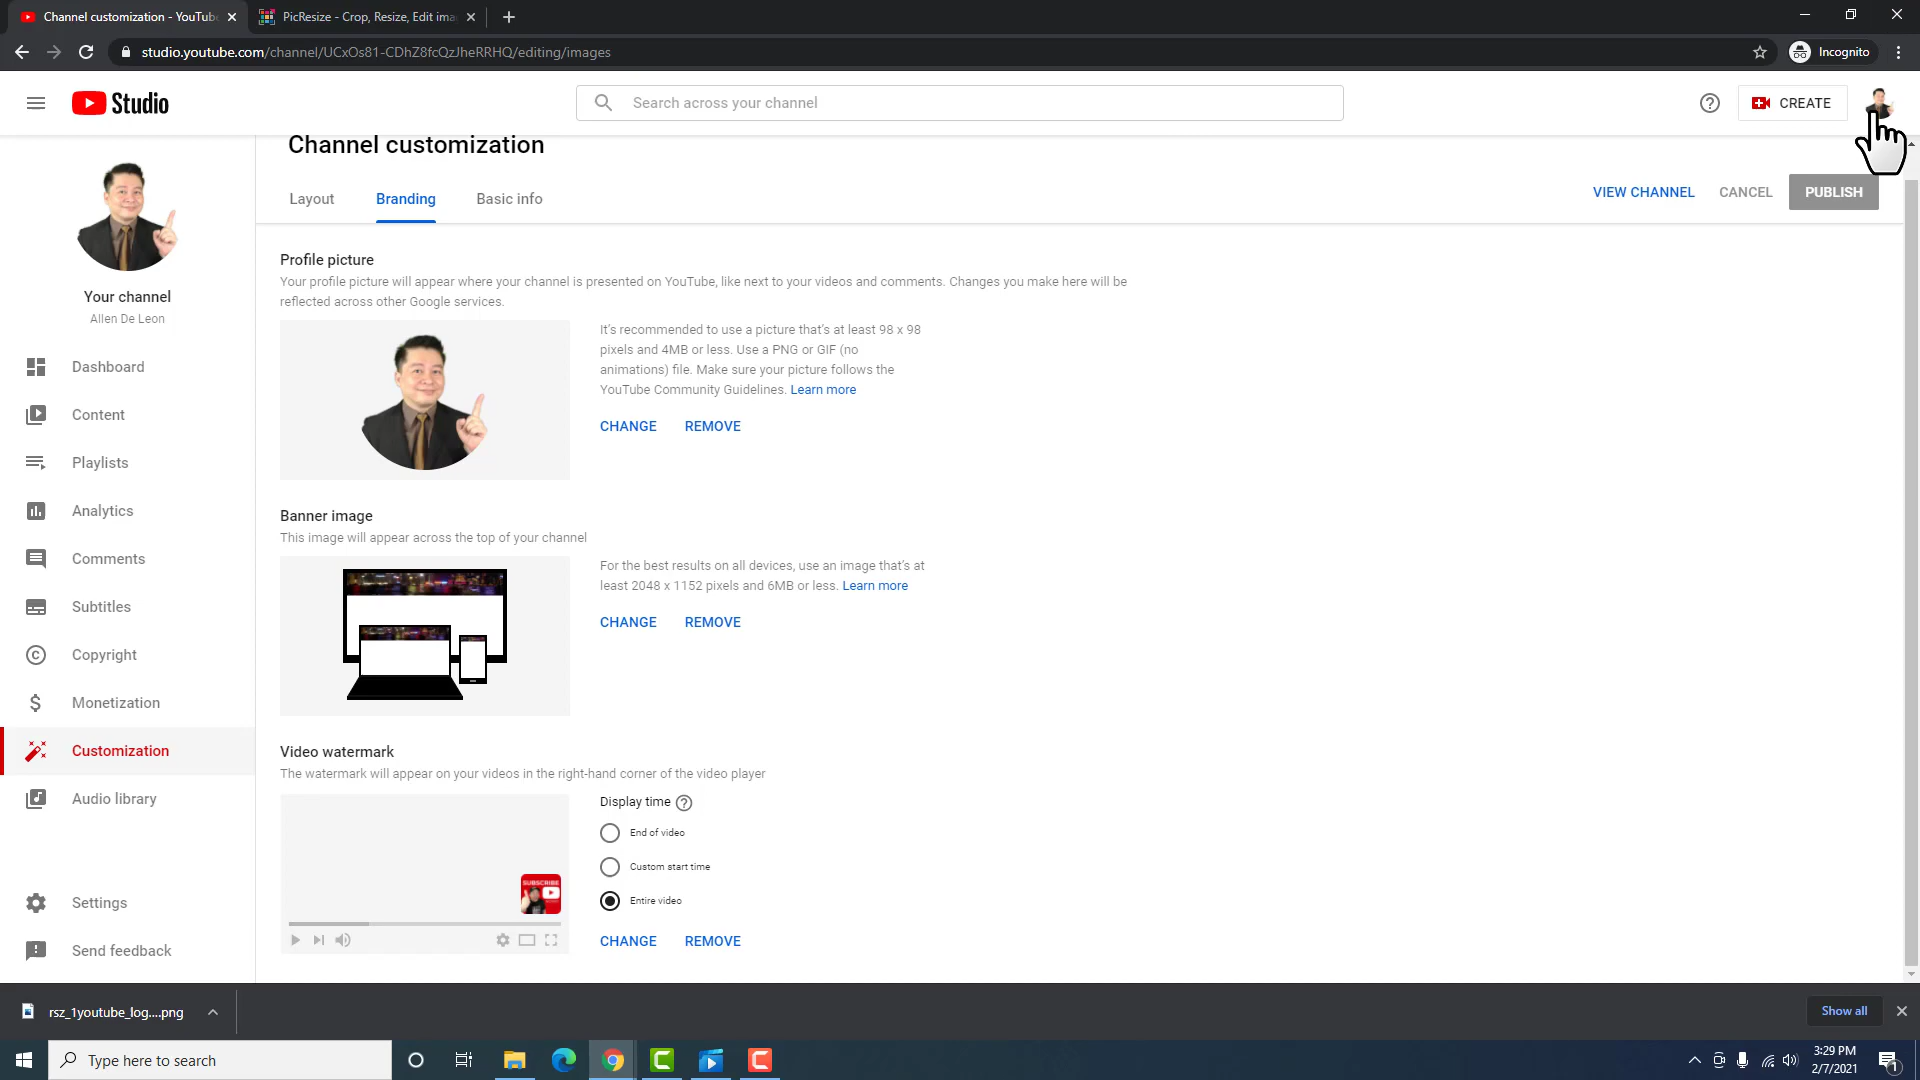 Channel customization - YouTube
PicResize - Crop, Resize, Edit ima
studio.youtube.com/channel/UCxOs81-CDhZ8fcQzJheRRHQ/editing/images
Incognito
Studio
Search across your channel
CREATE
Channel customization
Layout
Branding
Basic info
VIEW CHANNEL
CANCEL
PUBLISH
Your channel
Allen De Leon
Dashboard
Content
Playlists
Analytics
Comments
Subtitles
Copyright
Monetization
Customization
Audio library
Settings
Send feedback
Profile picture
Your profile picture will appear where your channel is presented on YouTube, like next to your videos and comments. Changes you make here will be
reflected across other Google services.
It's recommended to use a picture that's at least 98 x 98
pixels and 4MB or less. Use a PNG or GIF (no
animations) file. Make sure your picture follows the
YouTube Community Guidelines. Learn more
CHANGE
REMOVE
Banner image
This image will appear across the top of your channel
For the best results on all devices, use an image that's at
least 2048 x 1152 pixels and 6MB or less. Learn more
CHANGE
REMOVE
Video watermark
The watermark will appear on your videos in the right-hand corner of the video player
SUBSCRIBE
Display time
End of video
Custom start time
Entire video
CHANGE
REMOVE
rsz_1youtube_log....png
Show all
Type here to search
3:29 PM
2/7/2021
1